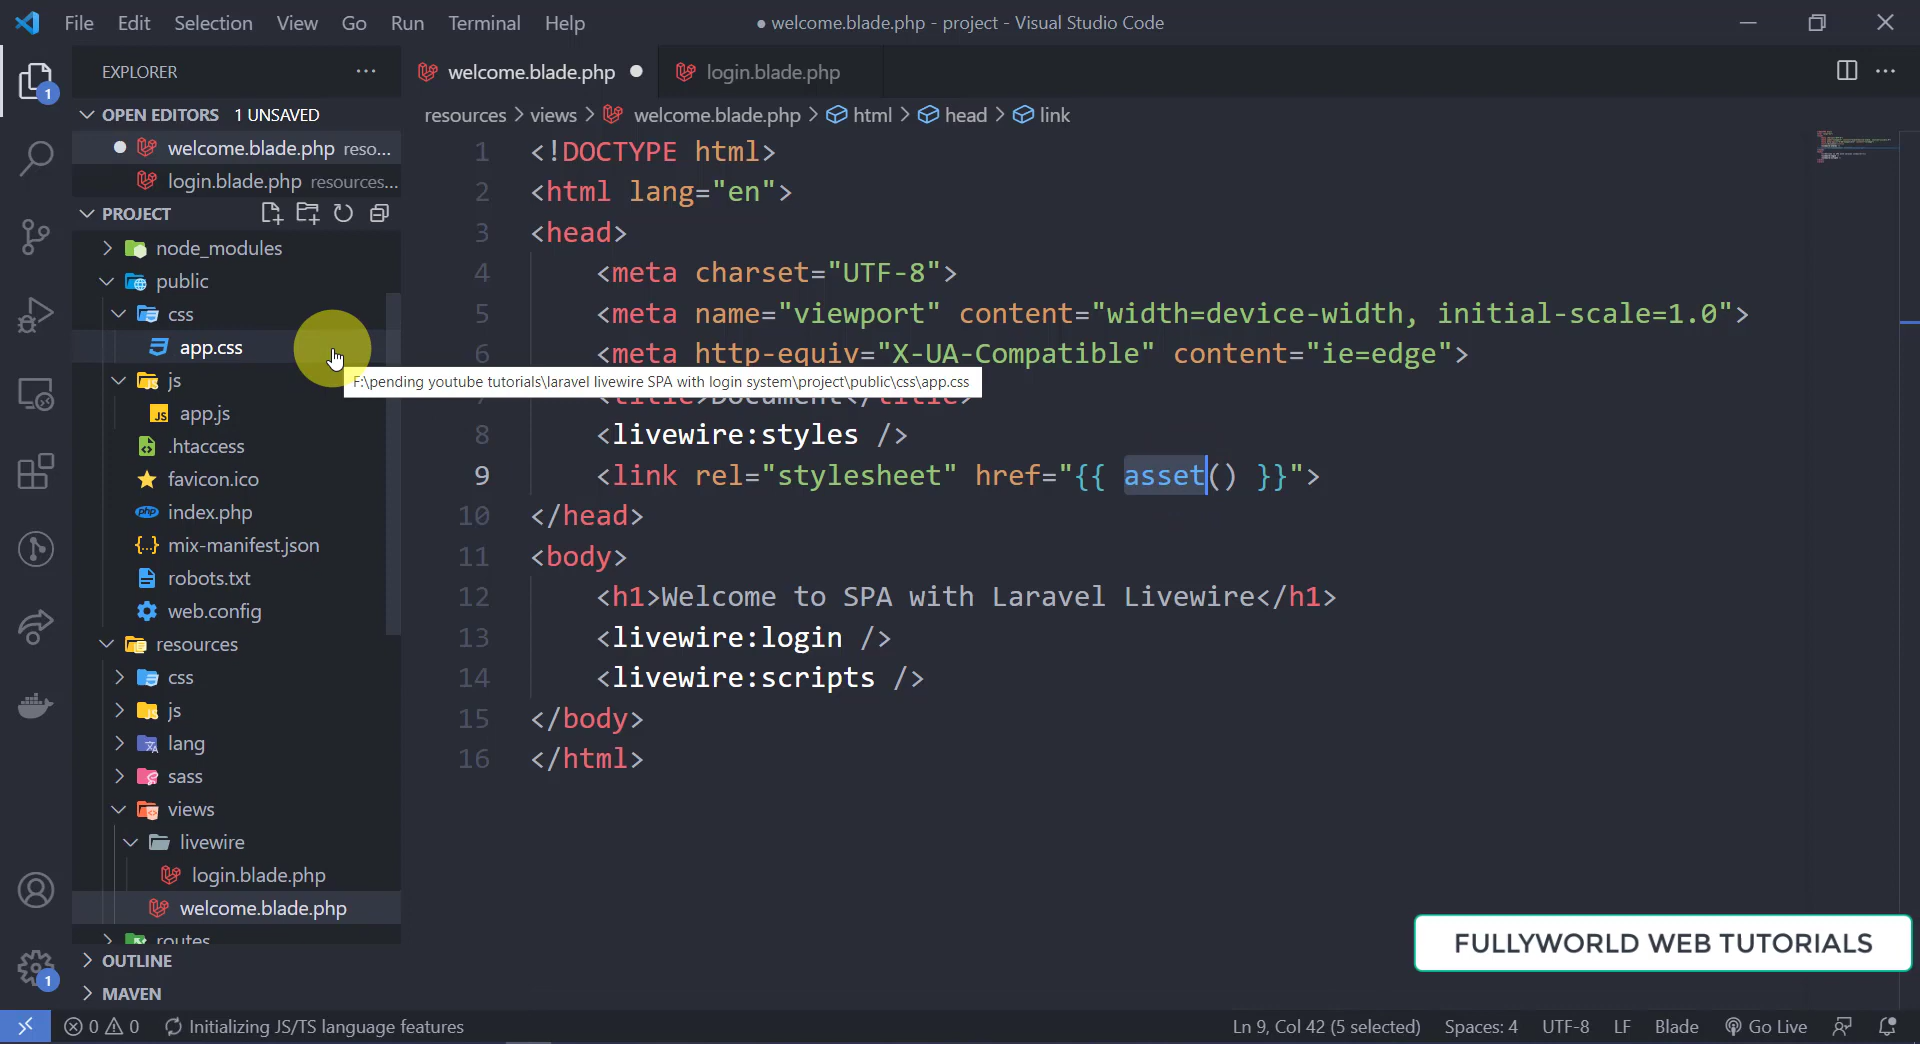 File Edit Selection View Go Run Terminal Help
● welcome.blade.php - project - Visual Studio Code
EXPLORER
1
OPEN EDITORS 1 UNSAVED
welcome.blade.php reso...
login.blade.php resources...
PROJECT
node_modules
public
css
app.css
js
app.js
.htaccess
favicon.ico
index.php
mix-manifest.json
robots.txt
web.config
resources
css
js
lang
sass
views
livewire
login.blade.php
welcome.blade.php
routes
OUTLINE
MAVEN
1
welcome.blade.php
login.blade.php
resources > views > welcome.blade.php > html > head > link
1 <!DOCTYPE html>
2 <html lang="en">
3 <head>
4 <meta charset="UTF-8">
5 <meta name="viewport" content="width=device-width, initial-scale=1.0">
6 <meta http-equiv="X-UA-Compatible" content="ie=edge">
F:\pending youtube tutorials\laravel livewire SPA with login system\project\public\css\app.css
7 <title>Document</title>
8 <livewire:styles />
9 <link rel="stylesheet" href="{{ asset() }}">
10 </head>
11 <body>
12 <h1>Welcome to SPA with Laravel Livewire</h1>
13 <livewire:login />
14 <livewire:scripts />
15 </body>
16 </html>
FULLYWORLD WEB TUTORIALS
0 0 Initializing JS/TS language features
Ln 9, Col 42 (5 selected) Spaces: 4 UTF-8 LF Blade Go Live